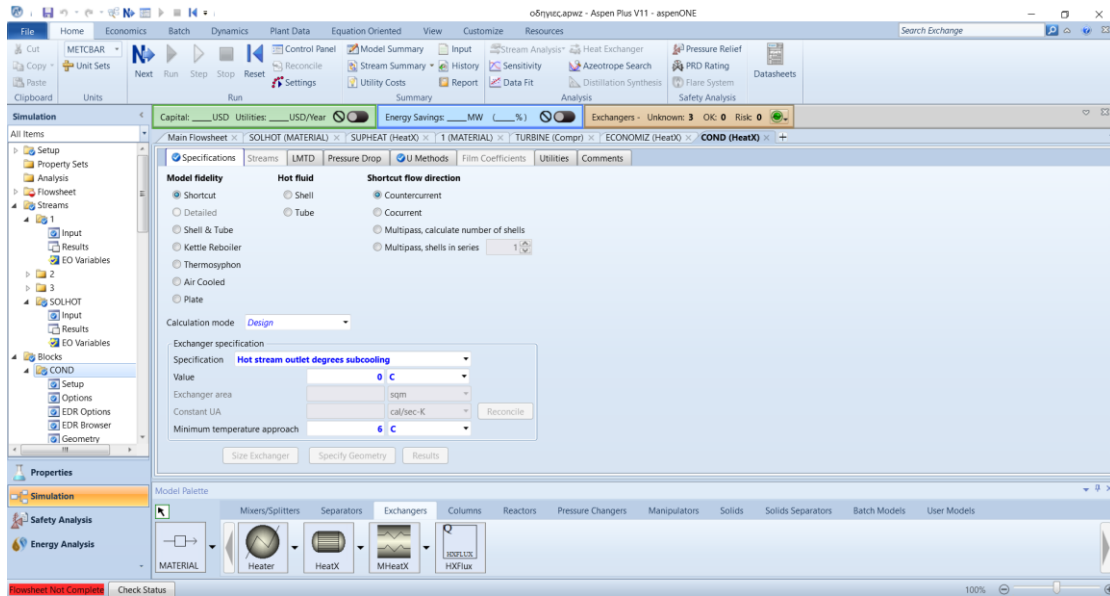 οδηγιες.apwz - Aspen Plus V11 - aspenONE
File Home Economics Batch Dynamics Plant Data Equation Oriented View Customize Resources Search Exchange
Cut METCBAR Control Panel Model Summary Input Stream Analysis Heat Exchanger Pressure Relief
Copy Unit Sets Next Run Step Stop Reset Reconcile Stream Summary History Sensitivity Azeotrope Search PRD Rating Datasheets
Paste Settings Utility Costs Report Data Fit Distillation Synthesis Flare System
Clipboard Units Run Summary Analysis Safety Analysis
Simulation Capital: ____USD Utilities: ____USD/Year Energy Savings: ____MW (____%) Exchangers - Unknown: 3 OK: 0 Risk: 0
All Items Main Flowsheet SOLHOT (MATERIAL) SUPHEAT (HeatX) 1 (MATERIAL) TURBINE (Compr) ECONOMIZ (HeatX) COND (HeatX) +
Setup
Property Sets
Analysis
Flowsheet
Streams
1
Input
Results
EO Variables
2
3
SOLHOT
Input
Results
EO Variables
Blocks
COND
Setup
Options
EDR Options
EDR Browser
Geometry
Specifications Streams LMTD Pressure Drop U Methods Film Coefficients Utilities Comments
Model fidelity Hot fluid Shortcut flow direction
Shortcut Shell Countercurrent
Detailed Tube Cocurrent
Shell & Tube Multipass, calculate number of shells
Kettle Reboiler Multipass, shells in series 1
Thermosyphon
Air Cooled
Plate
Calculation mode Design
Exchanger specification
Specification Hot stream outlet degrees subcooling
Value 0 C
Exchanger area sqm
Constant UA cal/sec-K Reconcile
Minimum temperature approach 6 C
Size Exchanger Specify Geometry Results
Properties
Simulation
Safety Analysis
Energy Analysis
Model Palette
Mixers/Splitters Separators Exchangers Columns Reactors Pressure Changers Manipulators Solids Solids Separators Batch Models User Models
Q
HXFLUX
MATERIAL Heater HeatX MHeatX HXFlux
Flowsheet Not Complete Check Status 100%